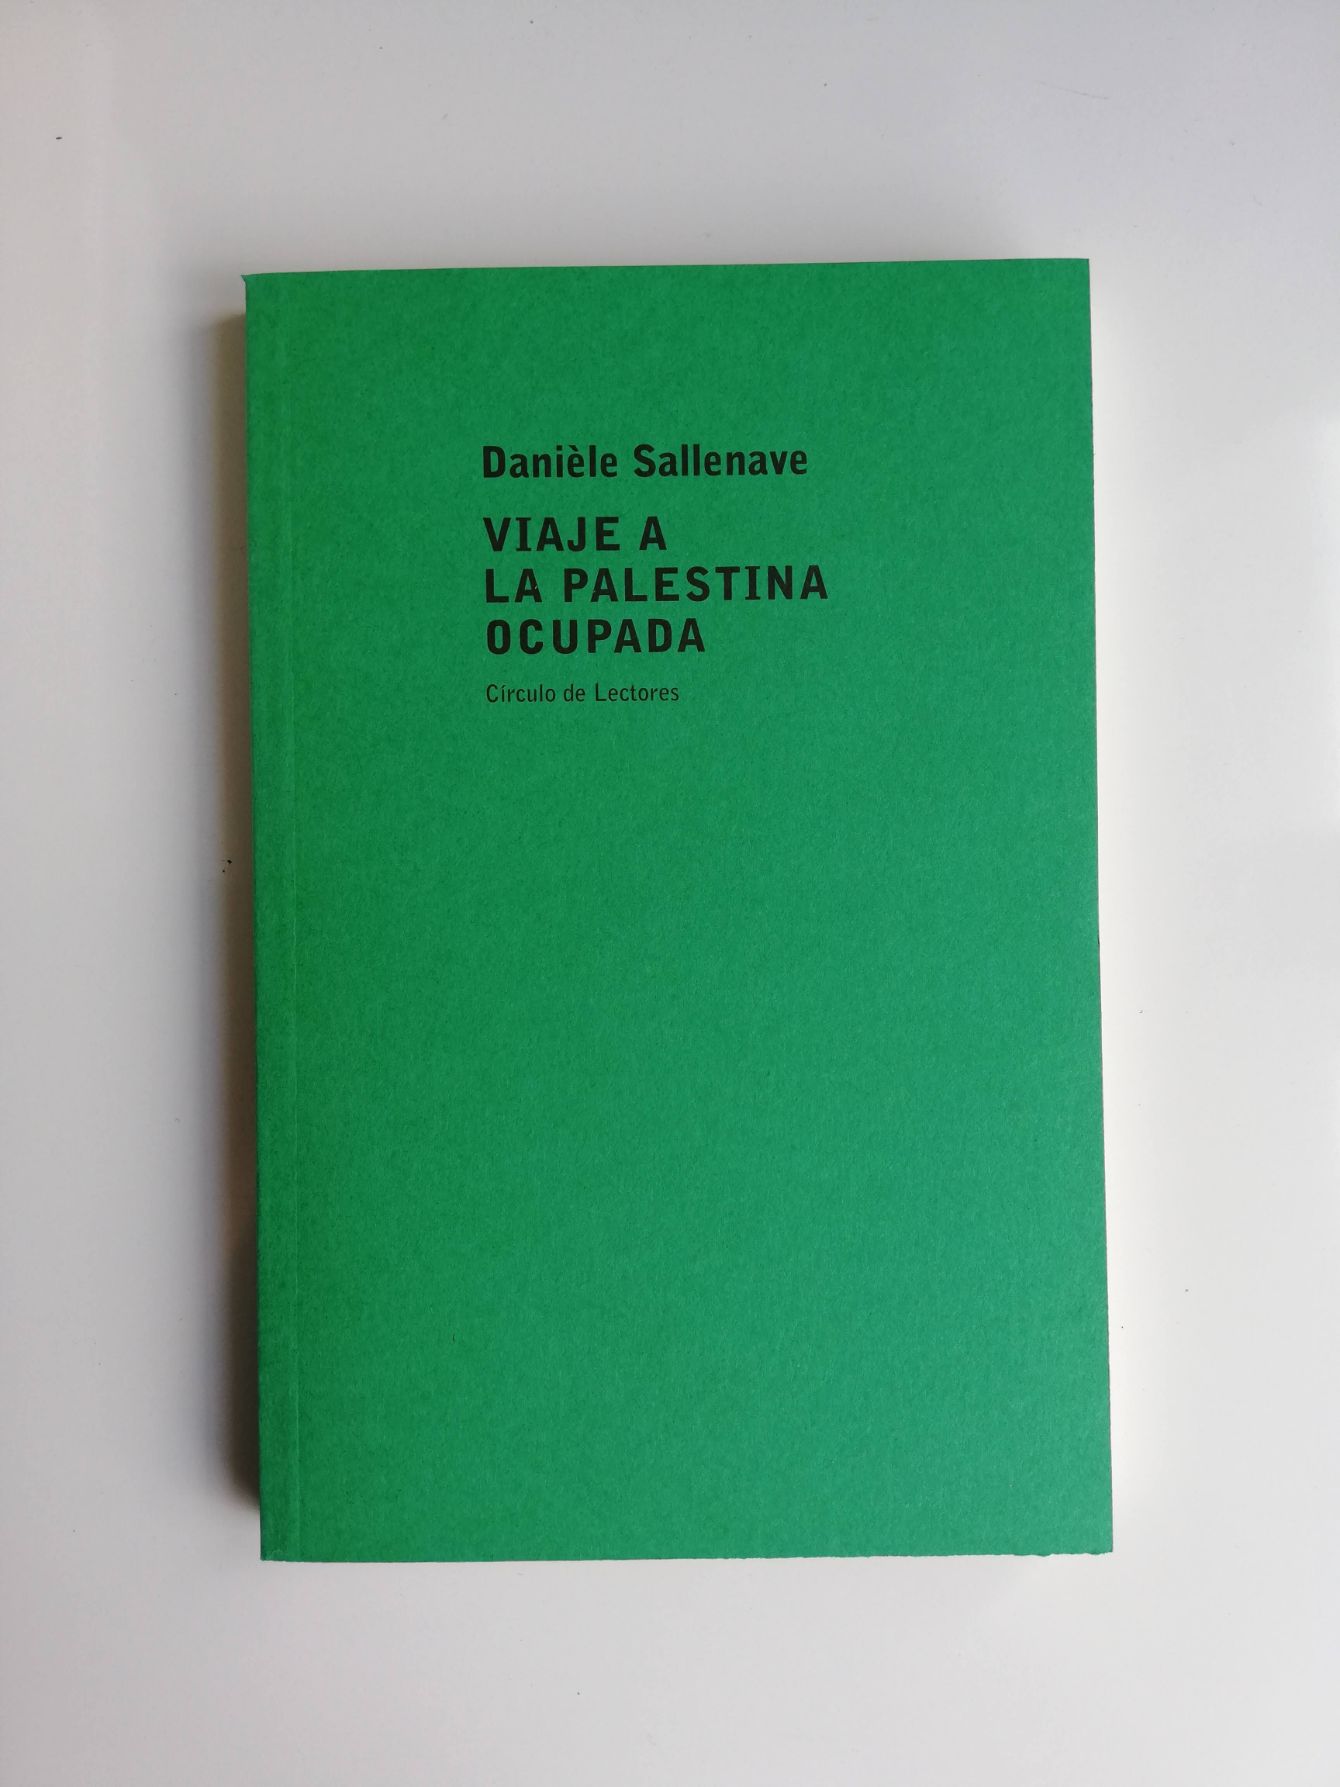 Danièle Sallenave
VIAJE A
LA PALESTINA
OCUPADA
Círculo de Lectores